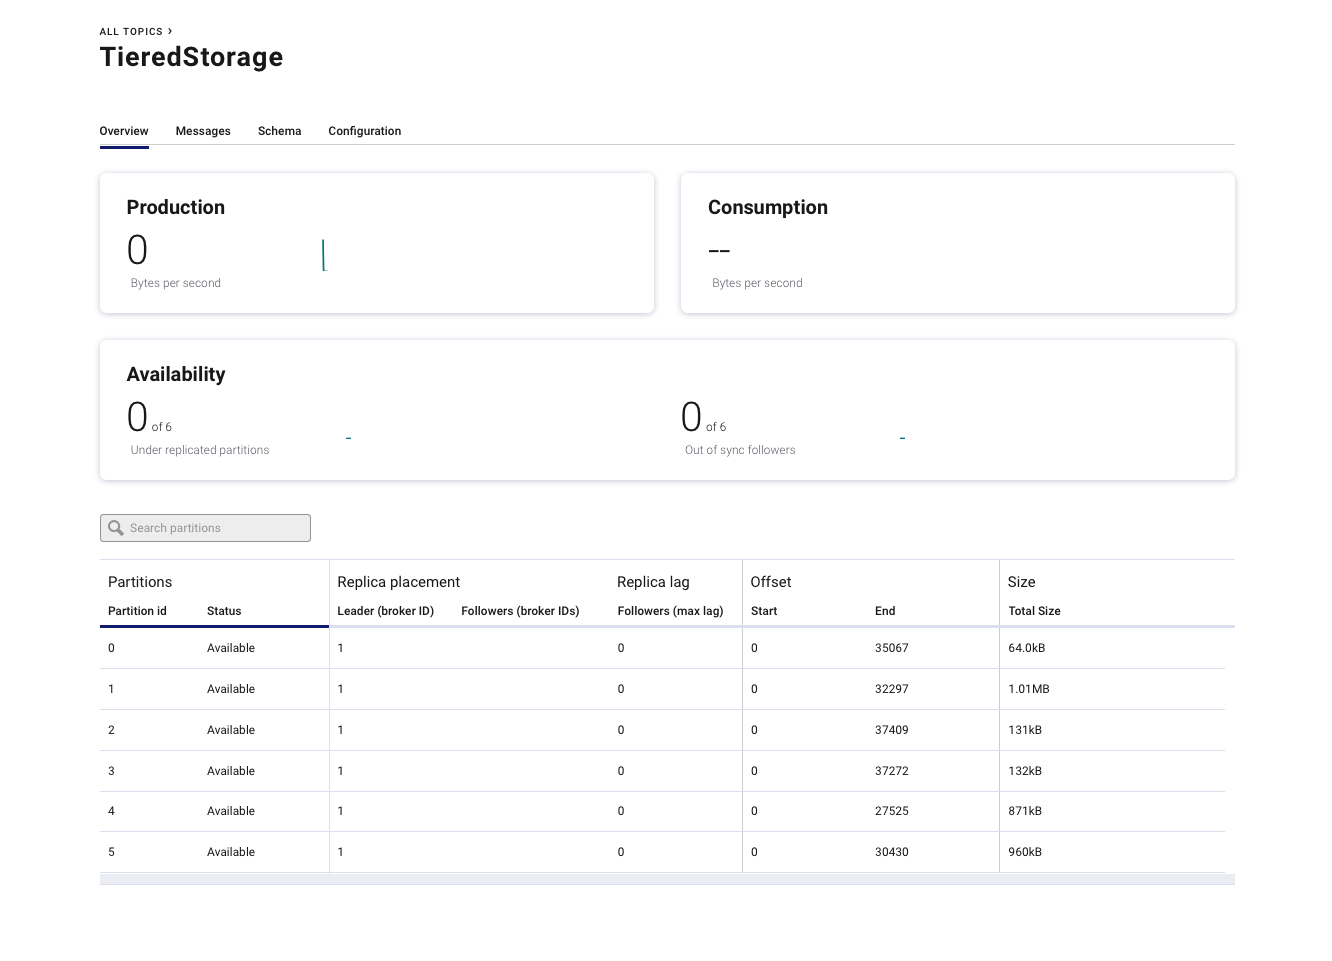 ALL TOPICS ›
TieredStorage
Overview Messages Schema Configuration
Production
0
Bytes per second
Consumption
––
Bytes per second
Availability
0 of 6
Under replicated partitions
0 of 6
Out of sync followers
Search partitions
Partitions Replica placement Replica lag Offset Size
Partition id Status Leader (broker ID) Followers (broker IDs) Followers (max lag) Start End Total Size
0 Available 1 0 0 35067 64.0kB
1 Available 1 0 0 32297 1.01MB
2 Available 1 0 0 37409 131kB
3 Available 1 0 0 37272 132kB
4 Available 1 0 0 27525 871kB
5 Available 1 0 0 30430 960kB